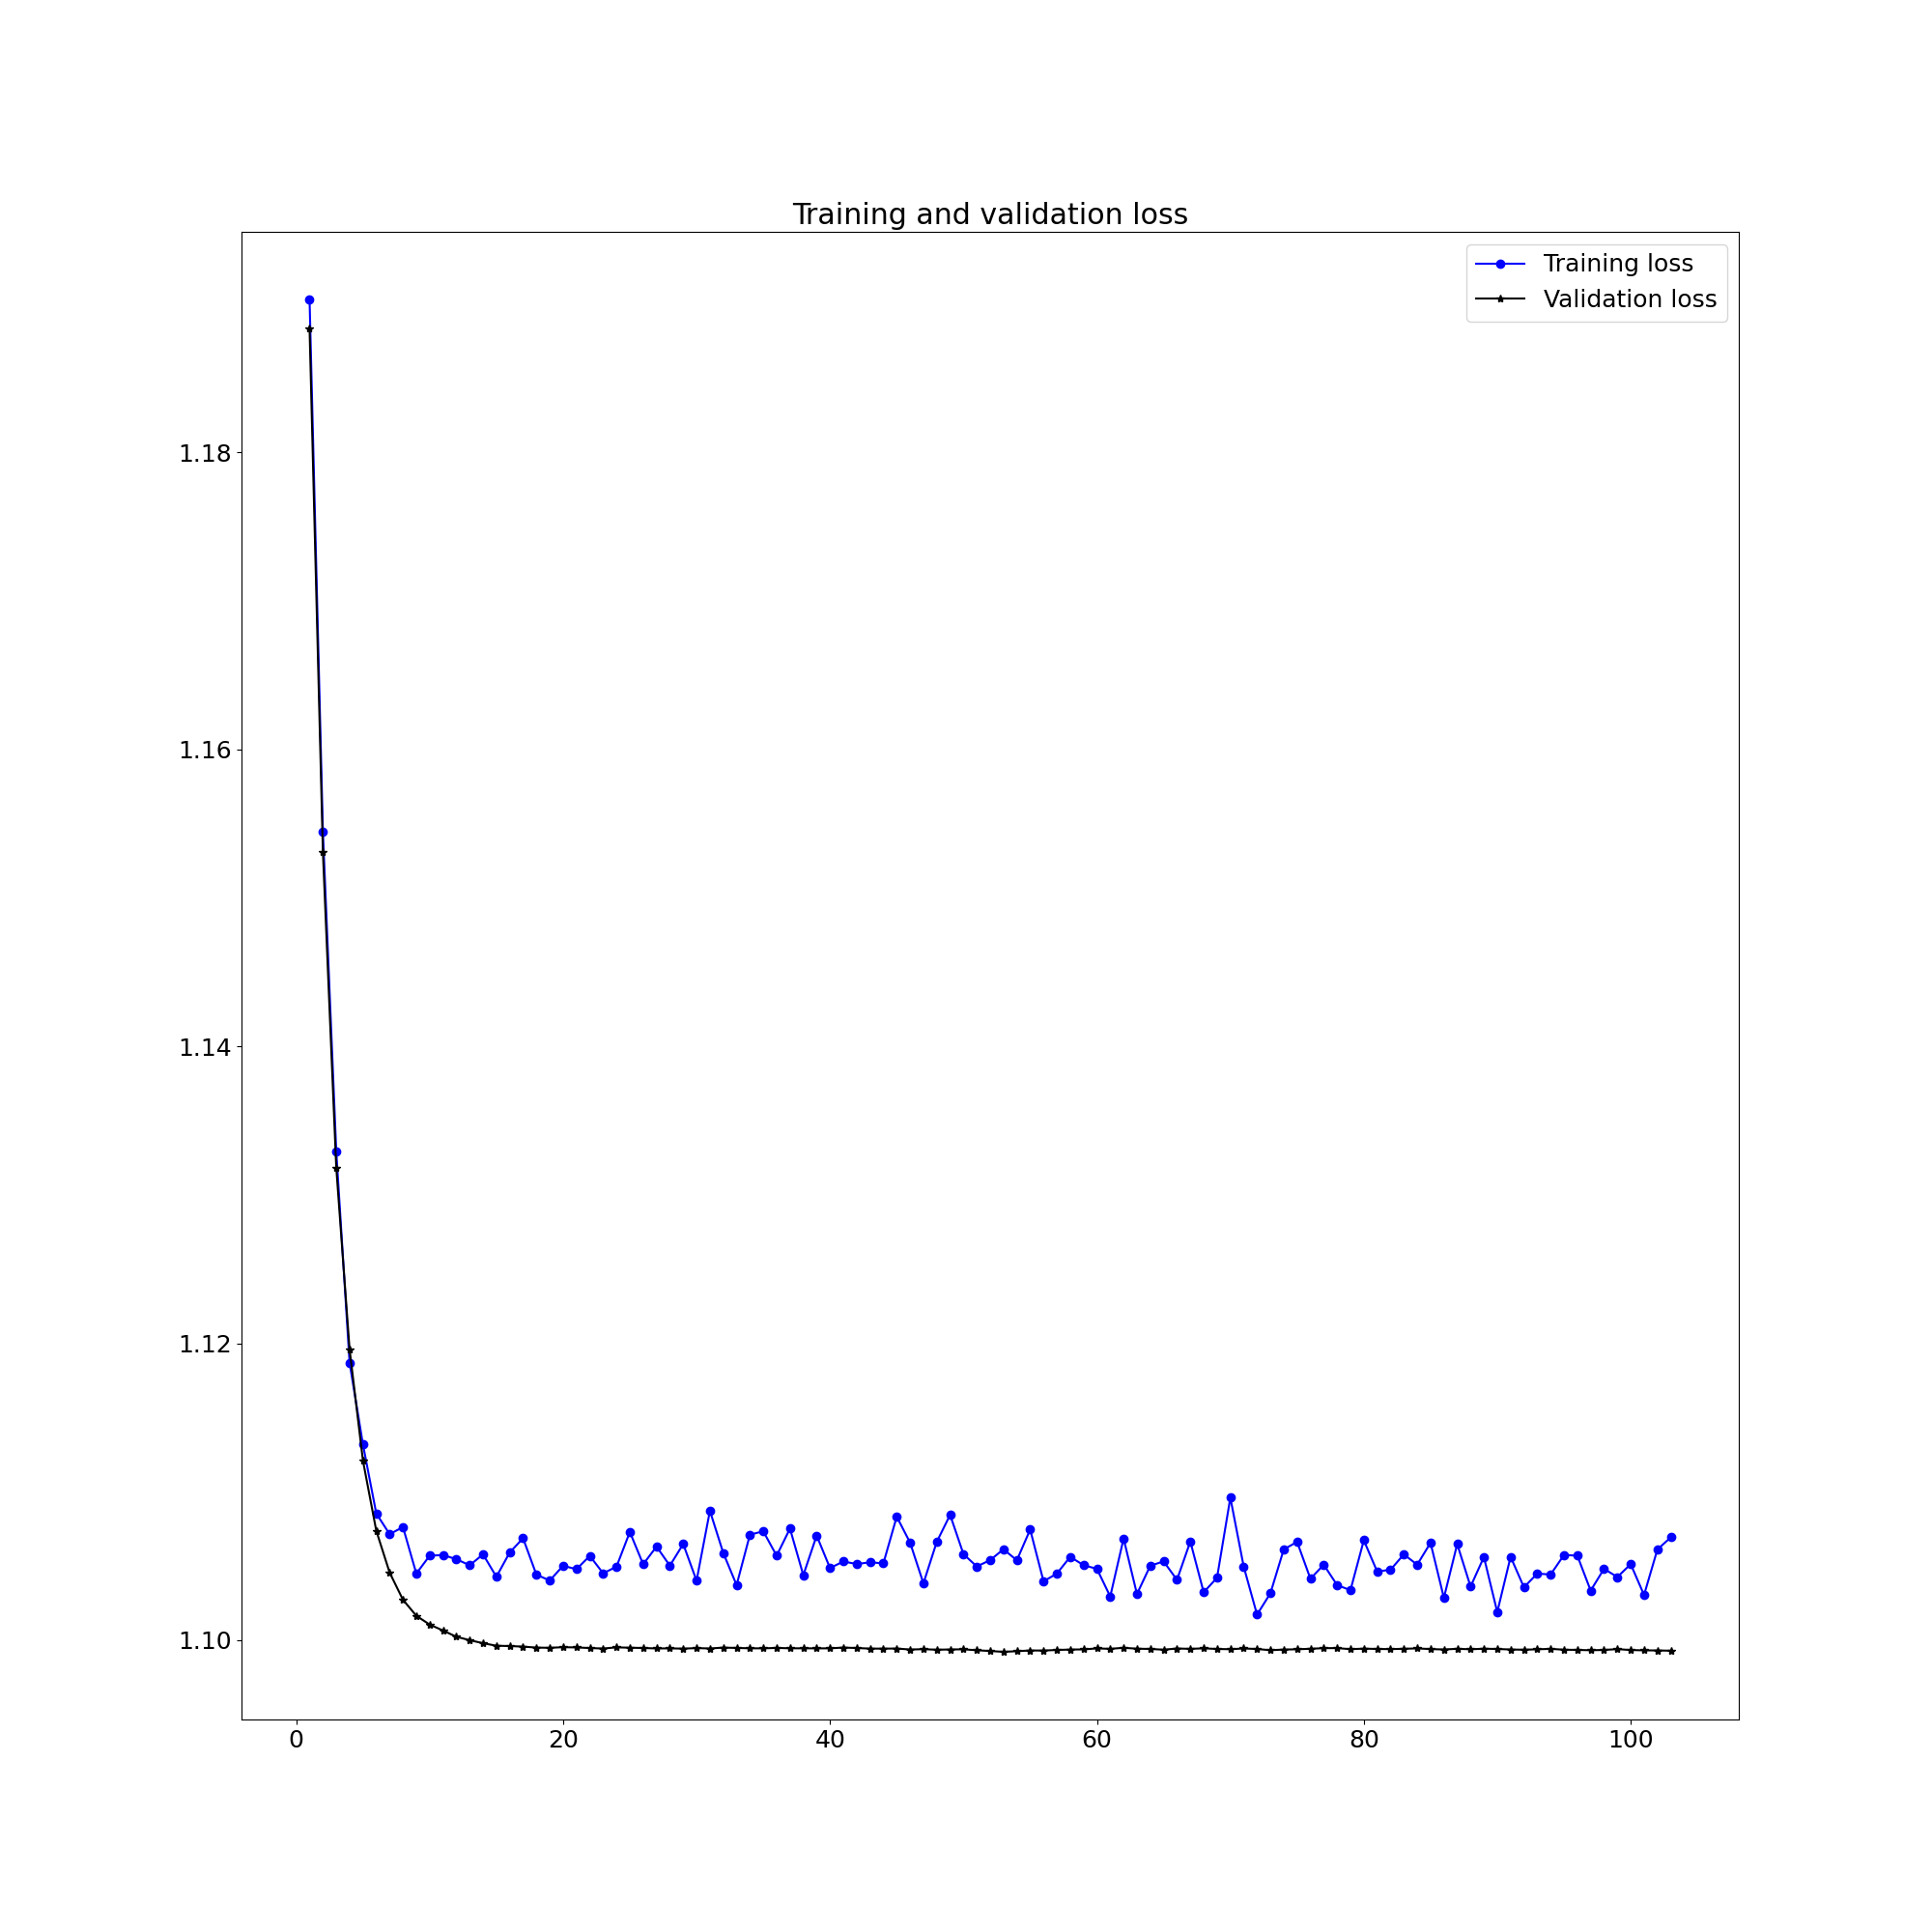 Training and validation loss
Training loss
Validation loss
1.18
1.16
1.14
1.12
1.10
0 20 40 60 80 100